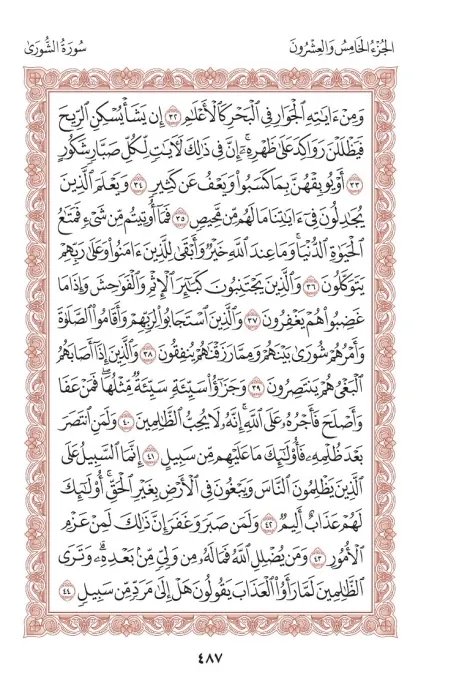 الجُزْءُ الخَامِسُ وَالعِشْرُونَ
سُورَةُ الشُّورَىٰ
وَمِنْ ءَايَٰتِهِ ٱلْجَوَارِ فِي ٱلْبَحْرِ كَٱلْأَعْلَٰمِ ٣٢ إِن يَشَأْ يُسْكِنِ ٱلرِّيحَ
فَيَظْلَلْنَ رَوَاكِدَ عَلَىٰ ظَهْرِهِۦٓۚ إِنَّ فِي ذَٰلِكَ لَأٓيَٰتٍ لِّكُلِّ صَبَّارٍ شَكُورٍ
٣٣ أَوْ يُوبِقْهُنَّ بِمَا كَسَبُوا۟ وَيَعْفُ عَن كَثِيرٍ ٣٤ وَيَعْلَمَ ٱلَّذِينَ
يُجَٰدِلُونَ فِيٓ ءَايَٰتِنَا مَا لَهُم مِّن مَّحِيصٍ ٣٥ فَمَآ أُوتِيتُم مِّن شَيْءٍ فَمَتَٰعُ
ٱلْحَيَوٰةِ ٱلدُّنْيَاۖ وَمَا عِندَ ٱللَّهِ خَيْرٌ وَأَبْقَىٰ لِلَّذِينَ ءَامَنُوا۟ وَعَلَىٰ رَبِّهِمْ
يَتَوَكَّلُونَ ٣٦ وَٱلَّذِينَ يَجْتَنِبُونَ كَبَٰٓئِرَ ٱلْإِثْمِ وَٱلْفَوَٰحِشَ وَإِذَا مَا
غَضِبُوا۟ هُمْ يَغْفِرُونَ ٣٧ وَٱلَّذِينَ ٱسْتَجَابُوا۟ لِرَبِّهِمْ وَأَقَامُوا۟ ٱلصَّلَوٰةَ
وَأَمْرُهُمْ شُورَىٰ بَيْنَهُمْ وَمِمَّا رَزَقْنَٰهُمْ يُنفِقُونَ ٣٨ وَٱلَّذِينَ إِذَآ أَصَابَهُمُ
ٱلْبَغْيُ هُمْ يَنتَصِرُونَ ٣٩ وَجَزَٰٓؤُا۟ سَيِّئَةٍ سَيِّئَةٌ مِّثْلُهَاۖ فَمَنْ عَفَا
وَأَصْلَحَ فَأَجْرُهُۥ عَلَى ٱللَّهِۚ إِنَّهُۥ لَا يُحِبُّ ٱلظَّٰلِمِينَ ٤٠ وَلَمَنِ ٱنتَصَرَ
بَعْدَ ظُلْمِهِۦ فَأُو۟لَٰٓئِكَ مَا عَلَيْهِم مِّن سَبِيلٍ ٤١ إِنَّمَا ٱلسَّبِيلُ عَلَى
ٱلَّذِينَ يَظْلِمُونَ ٱلنَّاسَ وَيَبْغُونَ فِي ٱلْأَرْضِ بِغَيْرِ ٱلْحَقِّۚ أُو۟لَٰٓئِكَ
لَهُمْ عَذَابٌ أَلِيمٌ ٤٢ وَلَمَن صَبَرَ وَغَفَرَ إِنَّ ذَٰلِكَ لَمِنْ عَزْمِ
ٱلْأُمُورِ ٤٣ وَمَن يُضْلِلِ ٱللَّهُ فَمَا لَهُۥ مِن وَلِيٍّ مِّنۢ بَعْدِهِۦۗ وَتَرَى
ٱلظَّٰلِمِينَ لَمَّا رَأَوُا۟ ٱلْعَذَابَ يَقُولُونَ هَلْ إِلَىٰ مَرَدٍّ مِّن سَبِيلٍ ٤٤
٤٨٧